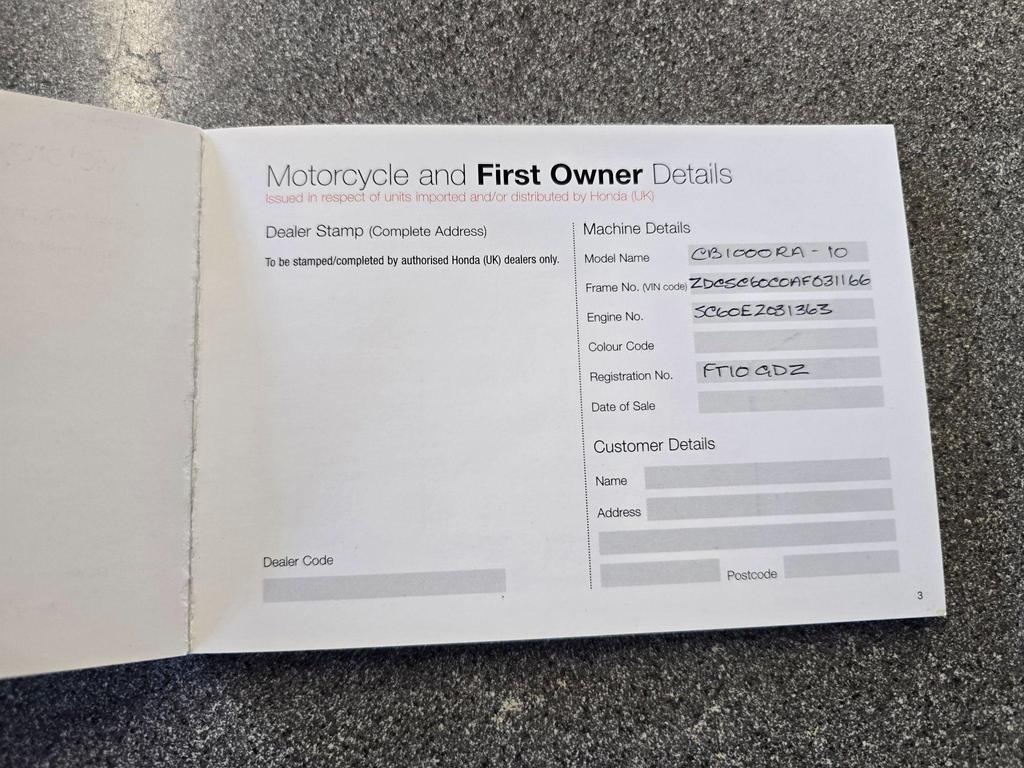 Motorcycle and First Owner Details
Issued in respect of units imported and/or distributed by Honda (UK)
Dealer Stamp (Complete Address)
To be stamped/completed by authorised Honda (UK) dealers only.
Dealer Code
Machine Details
Model Name CB1000RA - 10
Frame No. (VIN code) ZDCSC60C0AF031166
Engine No. SC60E2031363
Colour Code
Registration No. FT10 GDZ
Date of Sale
Customer Details
Name
Address
Postcode
3